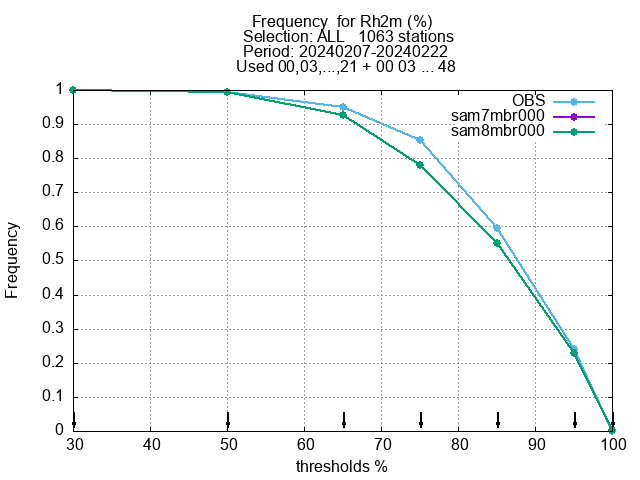 Frequency  for Rh2m (%)
Selection: ALL   1063 stations
Period: 20240207-20240222
Used 00,03,...,21 + 00 03 ... 48
OBS
sam7mbr000
sam8mbr000
1
0.9
0.8
0.7
0.6
0.5
0.4
0.3
0.2
0.1
0
Frequency
30 40 50 60 70 80 90 100
thresholds %